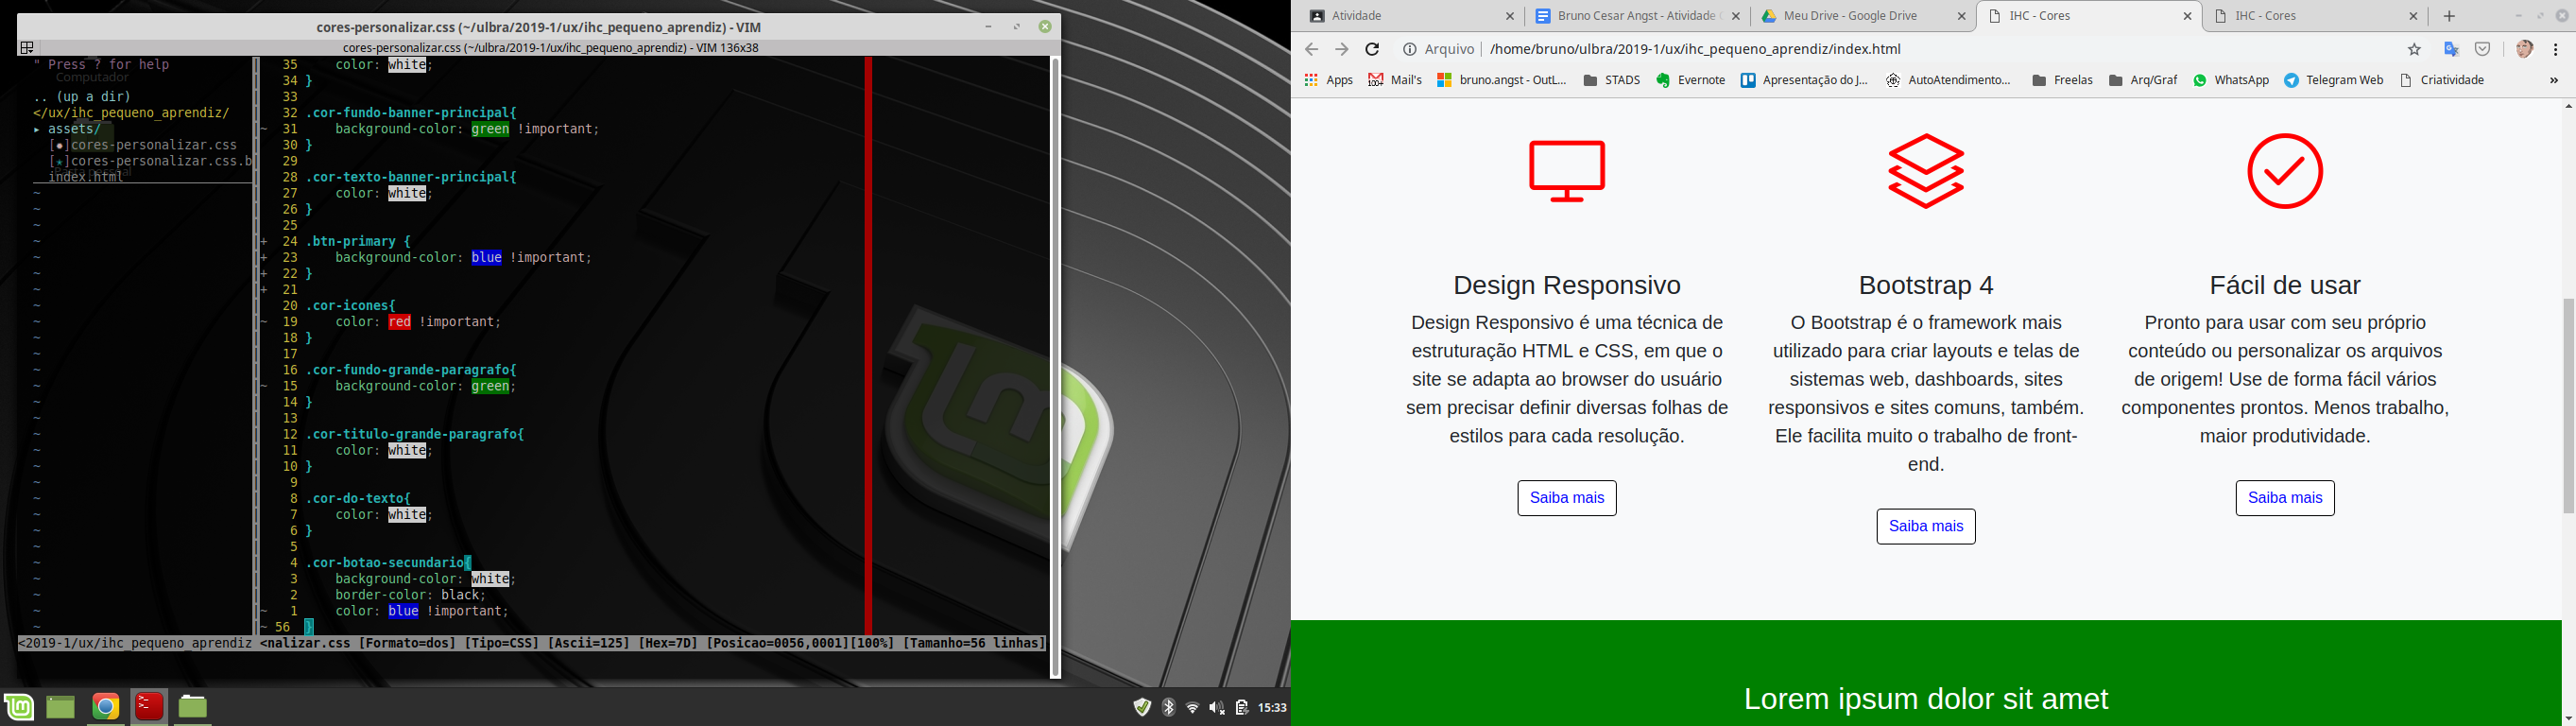 cores-personalizar.css (~/ulbra/2019-1/ux/ihc_pequeno_aprendiz) - VIM
cores-personalizar.css (~/ulbra/2019-1/ux/ihc_pequeno_aprendiz) - VIM 136x38
" Press ? for help
Computador
.. (up a dir)
</ux/ihc_pequeno_aprendiz/
▸ assets/
[✹]cores-personalizar.css
[★]cores-personalizar.css.b
index.html
35 color: white;
34 }
33
32 .cor-fundo-banner-principal{
~ 31 background-color: green !important;
30 }
29
28 .cor-texto-banner-principal{
27 color: white;
26 }
25
+ 24 .btn-primary {
+ 23 background-color: blue !important;
+ 22 }
+ 21
20 .cor-icones{
~ 19 color: red !important;
18 }
17
16 .cor-fundo-grande-paragrafo{
~ 15 background-color: green;
14 }
13
12 .cor-titulo-grande-paragrafo{
11 color: white;
10 }
9
8 .cor-do-texto{
7 color: white;
6 }
5
4 .cor-botao-secundario{
3 background-color: white;
2 border-color: black;
~ 1 color: blue !important;
~ 56 }
<2019-1/ux/ihc_pequeno_aprendiz <nalizar.css [Formato=dos] [Tipo=CSS] [Ascii=125] [Hex=7D] [Posicao=0056,0001][100%] [Tamanho=56 linhas]
15:33
Atividade
Bruno Cesar Angst - Atividade
Meu Drive - Google Drive
IHC - Cores
IHC - Cores
Arquivo | /home/bruno/ulbra/2019-1/ux/ihc_pequeno_aprendiz/index.html
Apps
100+ Mail's
bruno.angst - OutL...
STADS
Evernote
Apresentação do J...
AutoAtendimento...
Freelas
Arq/Graf
WhatsApp
Telegram Web
Criatividade
»
Design Responsivo
Design Responsivo é uma técnica de
estruturação HTML e CSS, em que o
site se adapta ao browser do usuário
sem precisar definir diversas folhas de
estilos para cada resolução.
Saiba mais
Bootstrap 4
O Bootstrap é o framework mais
utilizado para criar layouts e telas de
sistemas web, dashboards, sites
responsivos e sites comuns, também.
Ele facilita muito o trabalho de front-
end.
Saiba mais
Fácil de usar
Pronto para usar com seu próprio
conteúdo ou personalizar os arquivos
de origem! Use de forma fácil vários
componentes prontos. Menos trabalho,
maior produtividade.
Saiba mais
Lorem ipsum dolor sit amet